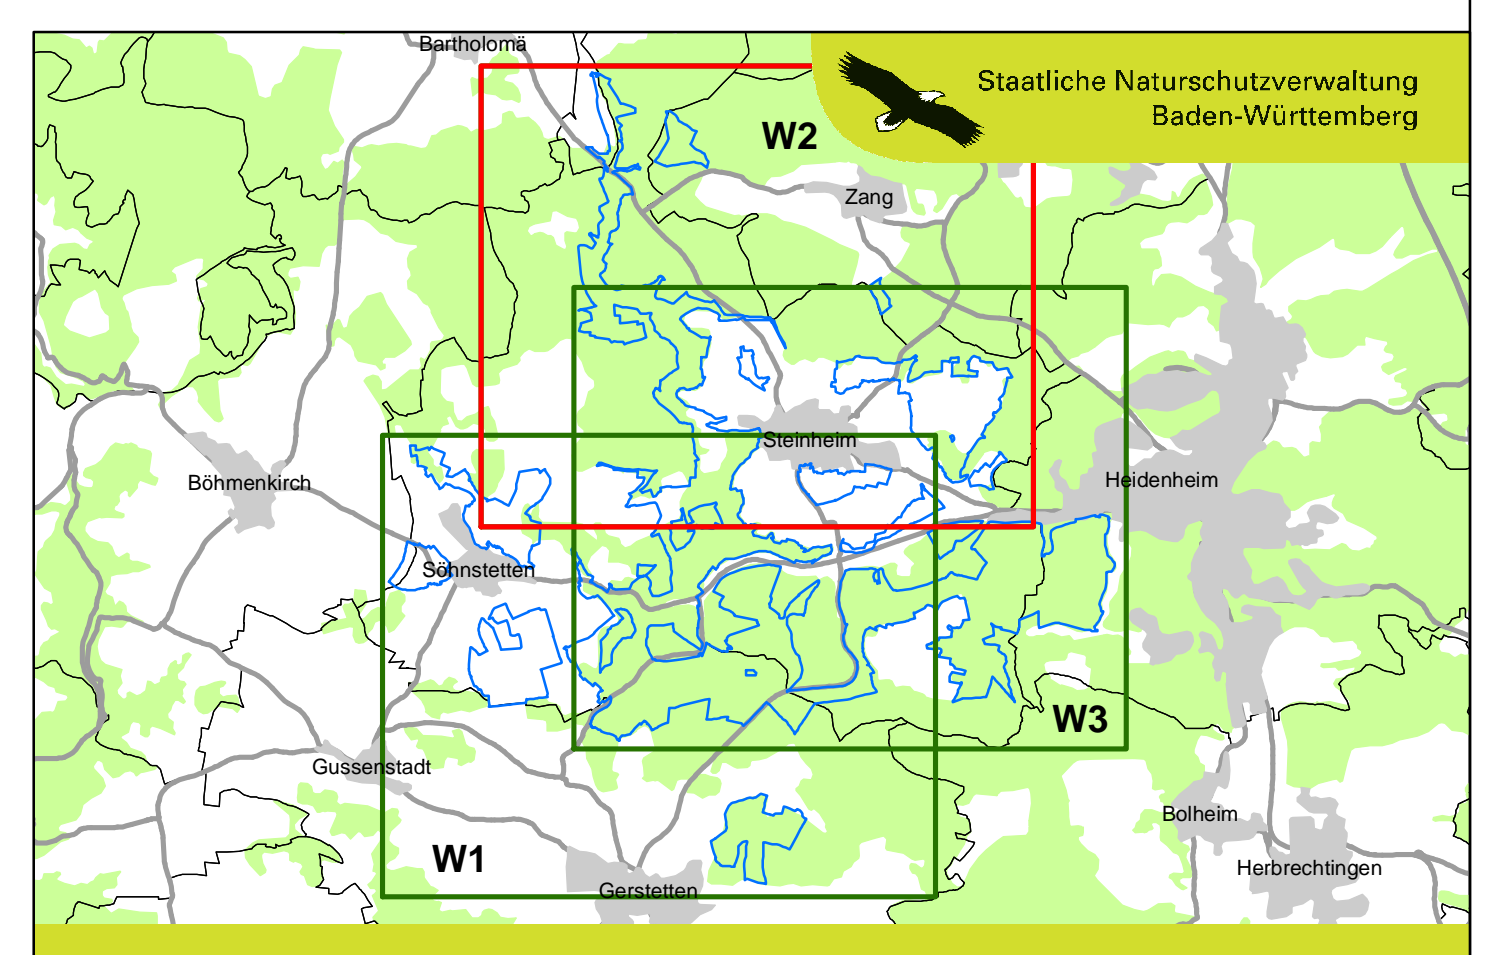 Bartholomä
Staatliche Naturschutzverwaltung
Baden-Württemberg
W2
Zang
Steinheim
Heidenheim
Böhmenkirch
Söhnstetten
W3
Gussenstadt
Bolheim
W1
Herbrechtingen
Gerstetten